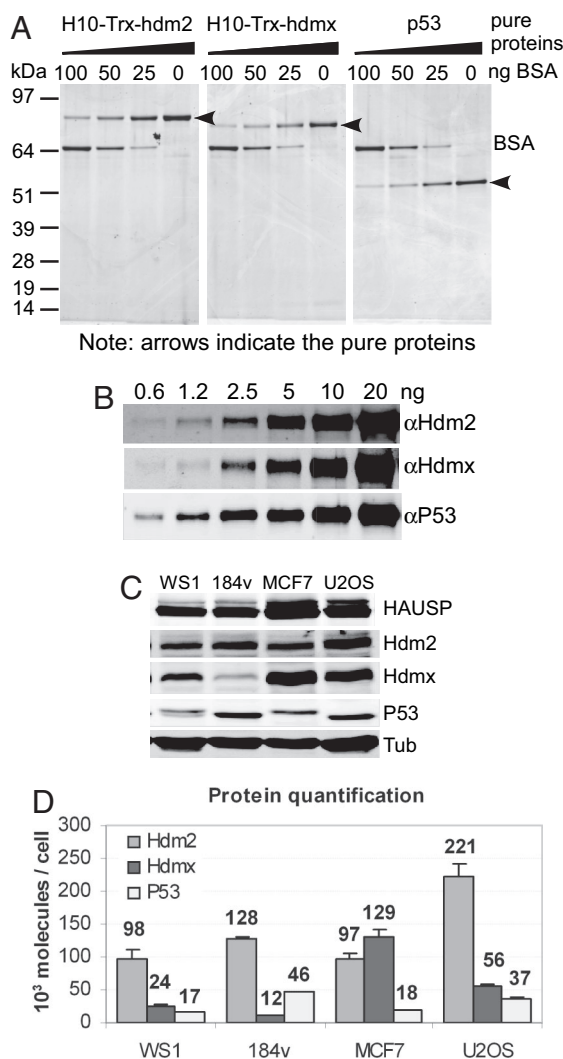 A
H10-Trx-hdm2 H10-Trx-hdmx p53 pure proteins
kDa 100 50 25 0 100 50 25 0 100 50 25 0 ng BSA
97
64 BSA
51
39
28
19
14
Note: arrows indicate the pure proteins
B 0.6 1.2 2.5 5 10 20 ng
αHdm2
αHdmx
αP53
C WS1 184v MCF7 U2OS
HAUSP
Hdm2
Hdmx
P53
Tub
D Protein quantification
10³ molecules / cell
300
250
200
150
100
50
0
Hdm2
Hdmx
P53
98 24 17
128 12 46
97 129 18
221 56 37
WS1 184v MCF7 U2OS